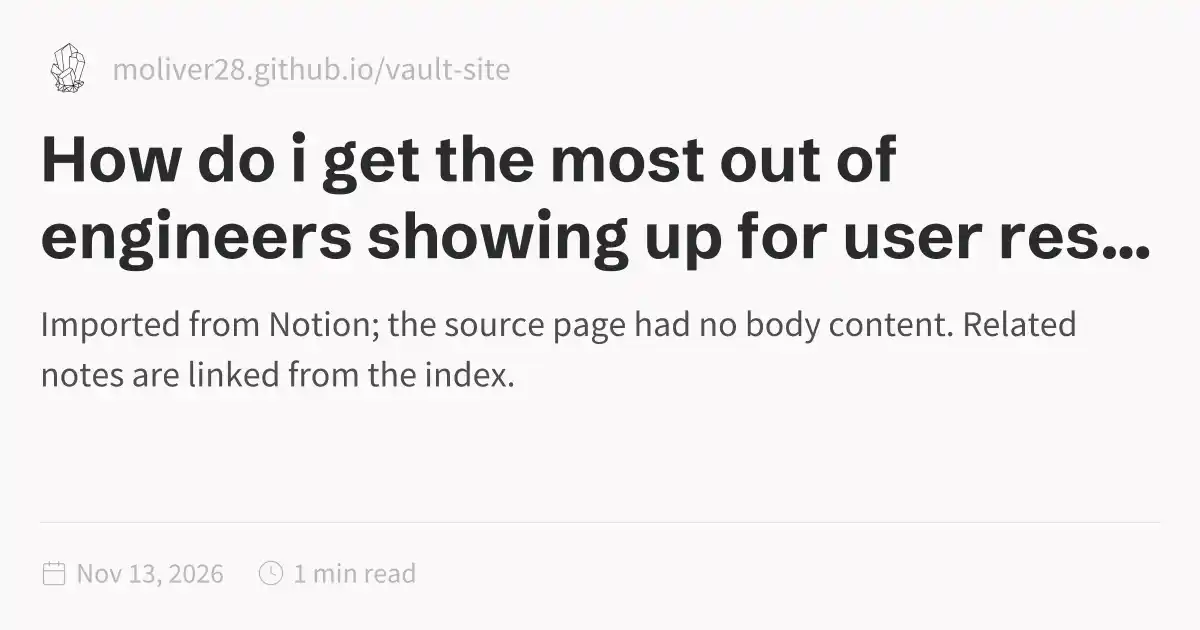 moliver28.github.io/vault-site
How do i get the most out of
engineers showing up for user res...
Imported from Notion; the source page had no body content. Related
notes are linked from the index.
Nov 13, 2026 1 min read